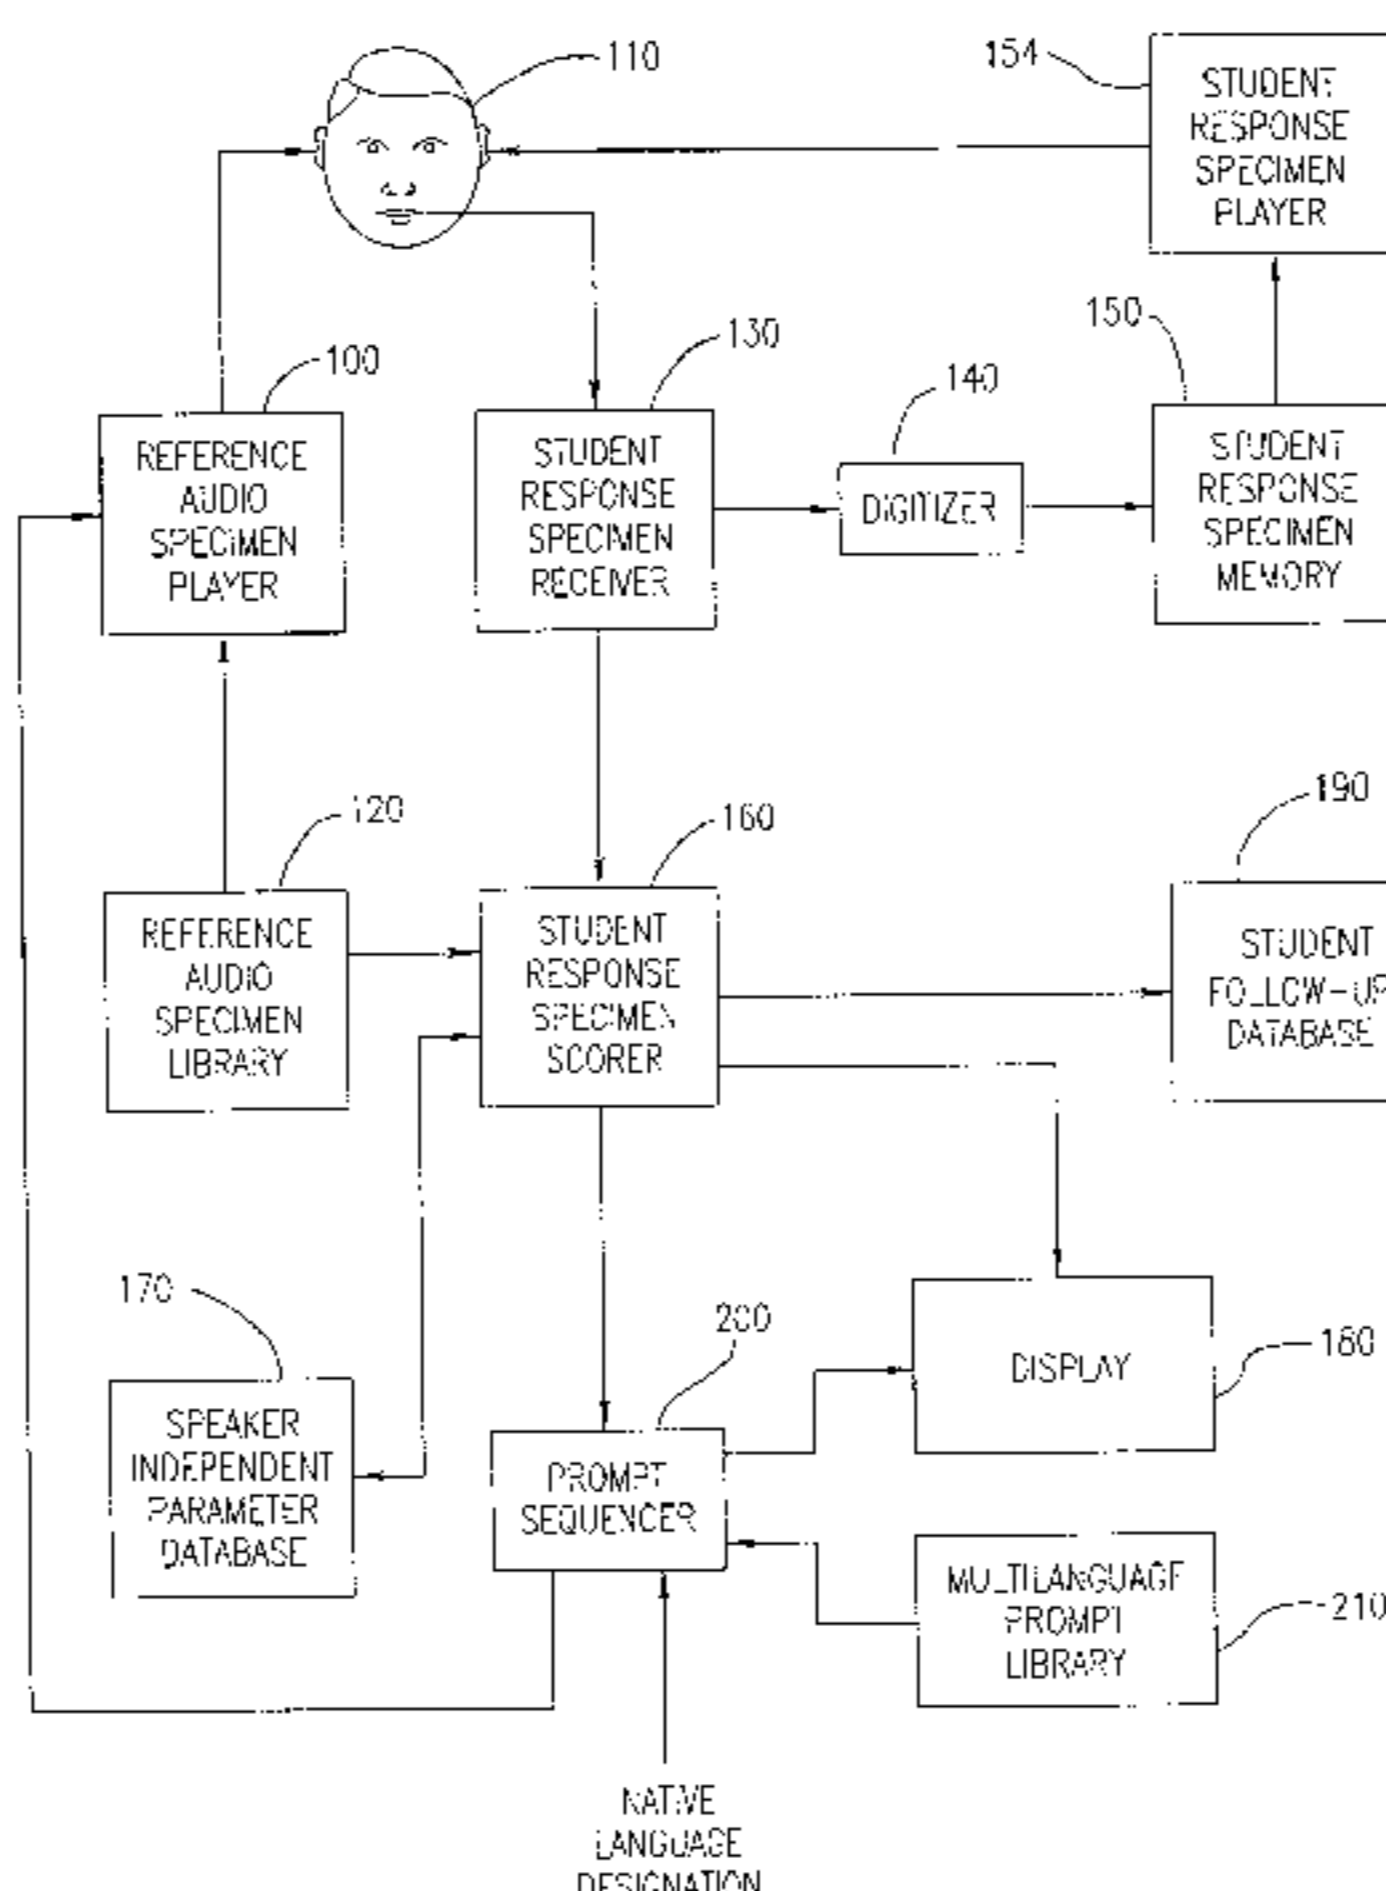 110
154
STUDENT
RESPONSE
SPECIMEN
PLAYER
100
130
140
150
REFERENCE
AUDIO
SPECIMEN
PLAYER
STUDENT
RESPONSE
SPECIMEN
RECEIVER
DIGITIZER
STUDENT
RESPONSE
SPECIMEN
MEMORY
120
160
190
REFERENCE
AUDIO
SPECIMEN
LIBRARY
STUDENT
RESPONSE
SPECIMEN
SCORER
STUDENT
FOLLOW-UP
DATABASE
170
200
180
SPEAKER
INDEPENDENT
PARAMETER
DATABASE
PROMPT
SEQUENCER
DISPLAY
MULTILANGUAGE
PROMPT
LIBRARY
210
NATIVE
LANGUAGE
DESIGNATION